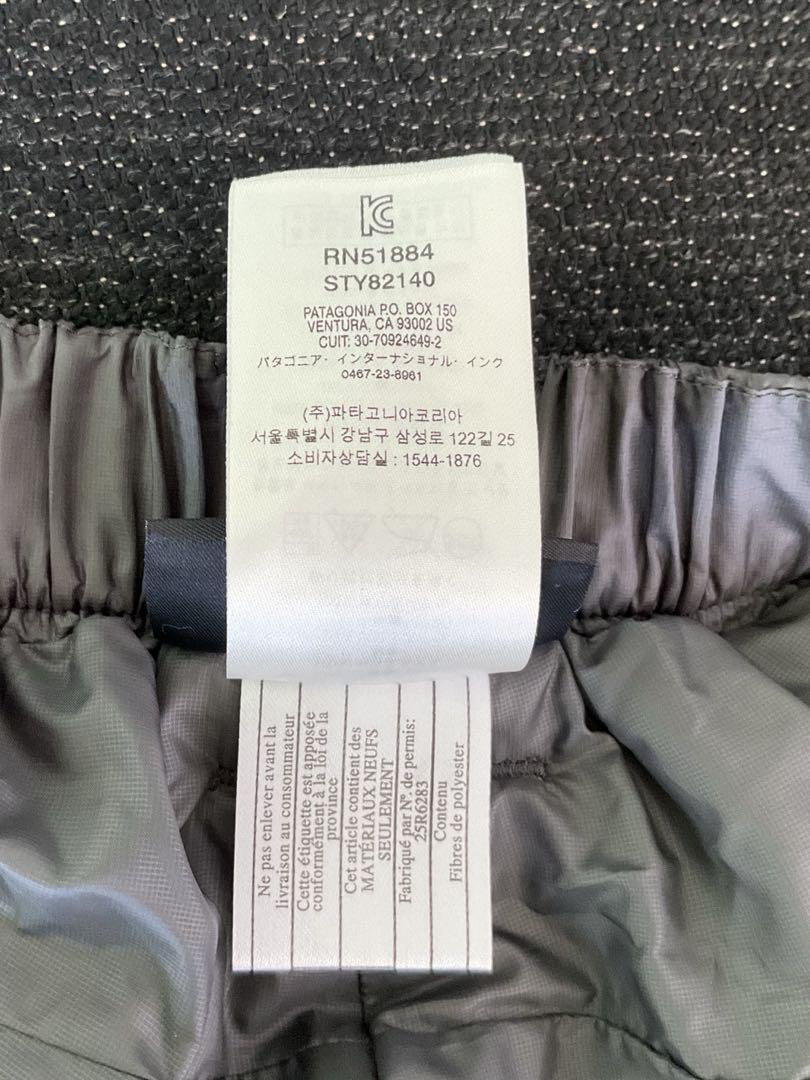 RN51884
STY82140
PATAGONIA P.O. BOX 150
VENTURA, CA 93002 US
CUIT: 30-70924649-2
パタゴニア・インターナショナル・インク
0467-23-8961
(주)파타고니아코리아
서울특별시 강남구 삼성로 122길 25
소비자상담실 : 1544-1876
Ne pas enlever avant la
livraison au consommateur
Cette étiquette est apposée
conformément à la loi de la
province
Cet article contient des
MATÉRIAUX NEUFS
SEULEMENT
Fabriqué par Nº. de permis:
25R6283
Contenu
Fibres de polyester